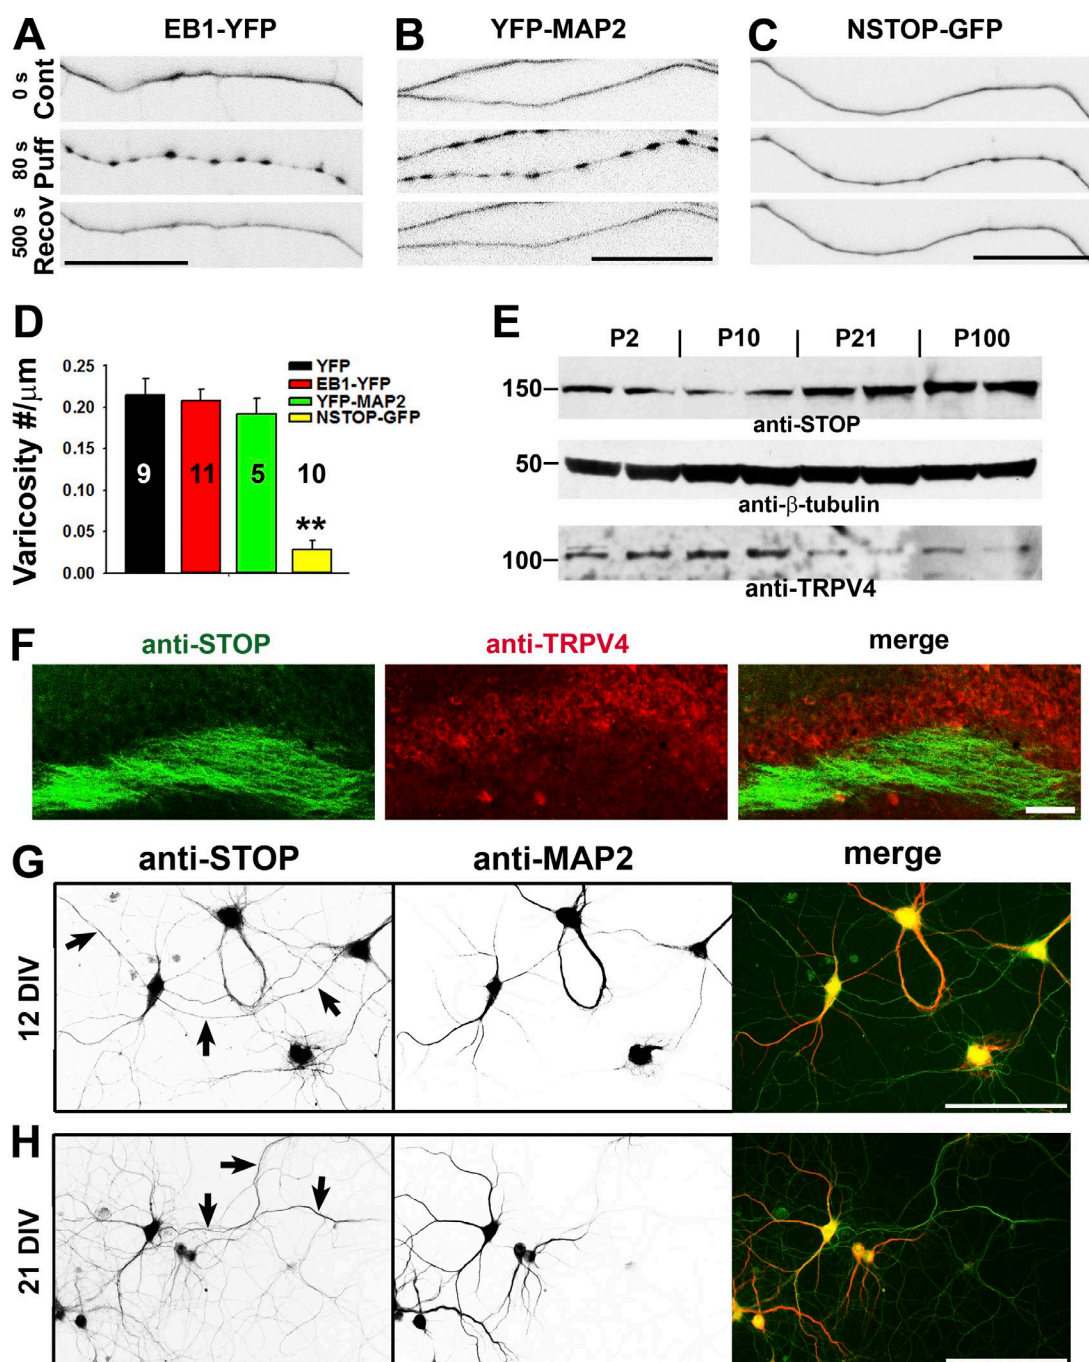 A EB1-YFP
B YFP-MAP2
C NSTOP-GFP
0 s
Cont
80 s
Puff
500 s
Recov
D
Varicosity #/μm
0.25
0.20
0.15
0.10
0.05
0.00
YFP
EB1-YFP
YFP-MAP2
NSTOP-GFP
9 11 5 10
**
E
P2 | P10 | P21 | P100
150
anti-STOP
50
anti-β-tubulin
100
anti-TRPV4
F anti-STOP anti-TRPV4 merge
G anti-STOP anti-MAP2 merge
12 DIV
H
21 DIV